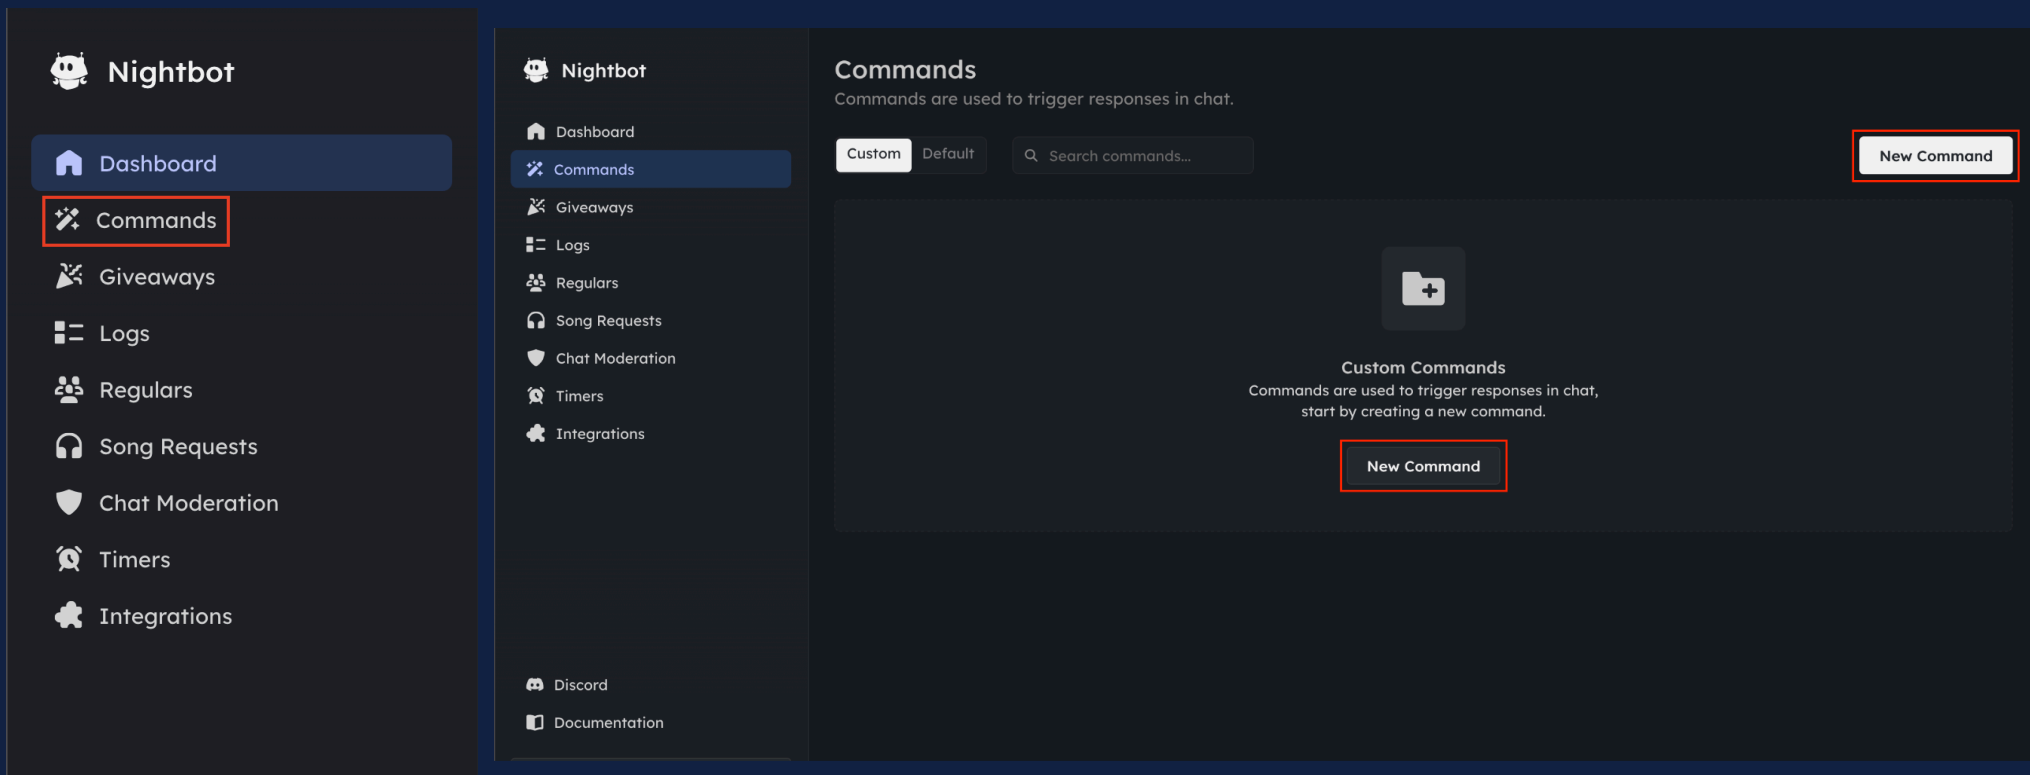 Nightbot
Dashboard
Commands
Giveaways
Logs
Regulars
Song Requests
Chat Moderation
Timers
Integrations
Nightbot
Dashboard
Commands
Giveaways
Logs
Regulars
Song Requests
Chat Moderation
Timers
Integrations
Discord
Documentation
Commands
Commands are used to trigger responses in chat.
Custom Default Search commands... New Command
Custom Commands
Commands are used to trigger responses in chat,
start by creating a new command.
New Command